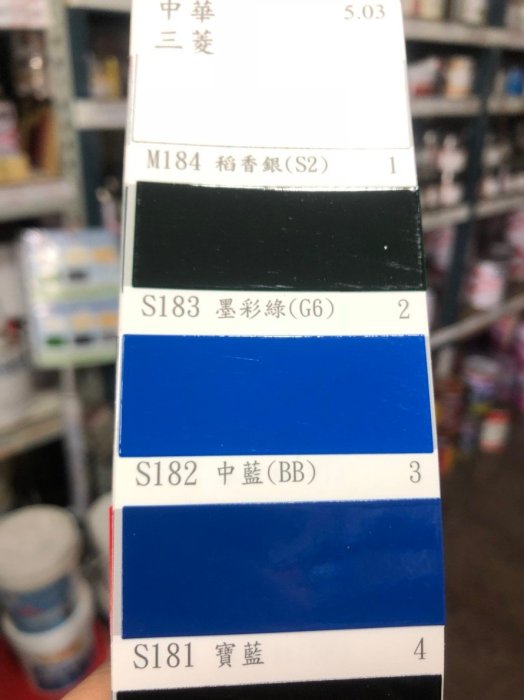 中華 5.03
三菱
M184 稻香銀(S2) 1
S183 墨彩綠(G6) 2
S182 中藍(BB) 3
S181 寶藍 4